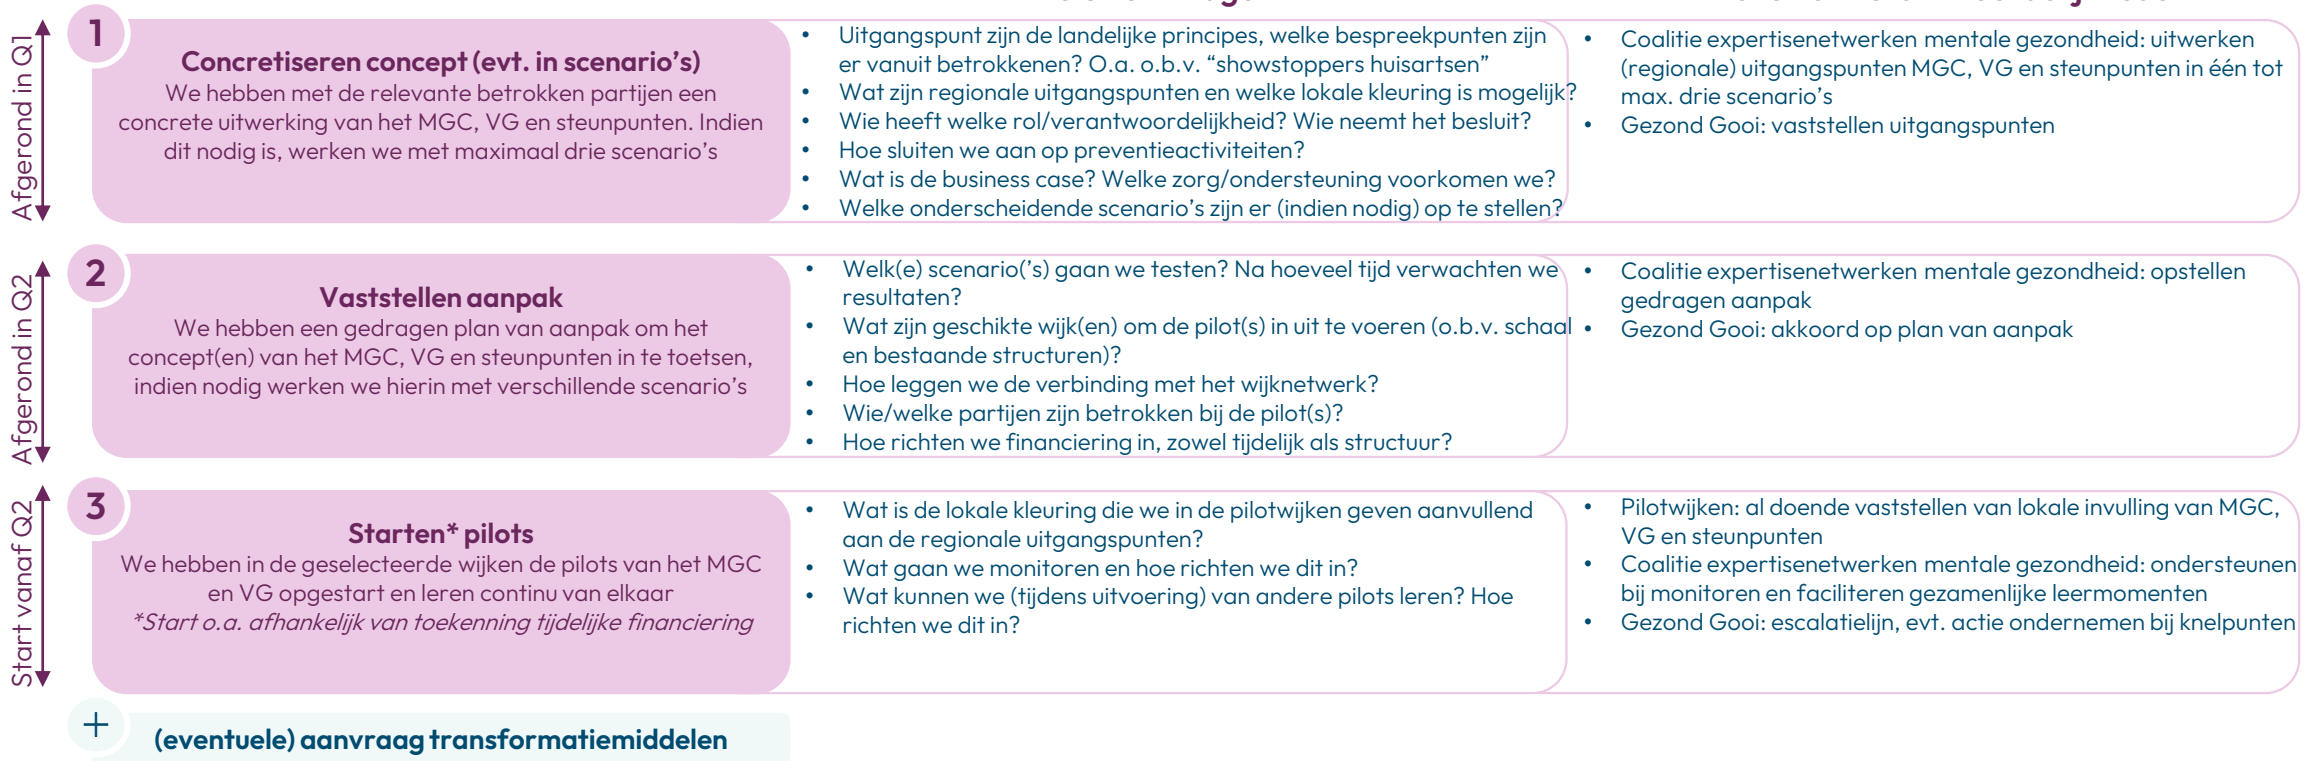 Afgerond in Q1
1
Concretiseren concept (evt. in scenario’s)
We hebben met de relevante betrokken partijen een
concrete uitwerking van het MGC, VG en steunpunten. Indien
dit nodig is, werken we met maximaal drie scenario’s
• Uitgangspunt zijn de landelijke principes, welke bespreekpunten zijn
er vanuit betrokkenen? O.a. o.b.v. “showstoppers huisartsen”
• Wat zijn regionale uitgangspunten en welke lokale kleuring is mogelijk?
• Wie heeft welke rol/verantwoordelijkheid? Wie neemt het besluit?
• Hoe sluiten we aan op preventieactiviteiten?
• Wat is de business case? Welke zorg/ondersteuning voorkomen we?
• Welke onderscheidende scenario’s zijn er (indien nodig) op te stellen?
• Coalitie expertisenetwerken mentale gezondheid: uitwerken
(regionale) uitgangspunten MGC, VG en steunpunten in één tot
max. drie scenario’s
• Gezond Gooi: vaststellen uitgangspunten
Afgerond in Q2
2
Vaststellen aanpak
We hebben een gedragen plan van aanpak om het
concept(en) van het MGC, VG en steunpunten in te toetsen,
indien nodig werken we hierin met verschillende scenario’s
• Welk(e) scenario(’s) gaan we testen? Na hoeveel tijd verwachten we
resultaten?
• Wat zijn geschikte wijk(en) om de pilot(s) in uit te voeren (o.b.v. schaal
en bestaande structuren)?
• Hoe leggen we de verbinding met het wijknetwerk?
• Wie/welke partijen zijn betrokken bij de pilot(s)?
• Hoe richten we financiering in, zowel tijdelijk als structuur?
• Coalitie expertisenetwerken mentale gezondheid: opstellen
gedragen aanpak
• Gezond Gooi: akkoord op plan van aanpak
Start vanaf Q2
3
Starten* pilots
We hebben in de geselecteerde wijken de pilots van het MGC
en VG opgestart en leren continu van elkaar
*Start o.a. afhankelijk van toekenning tijdelijke financiering
• Wat is de lokale kleuring die we in de pilotwijken geven aanvullend
aan de regionale uitgangspunten?
• Wat gaan we monitoren en hoe richten we dit in?
• Wat kunnen we (tijdens uitvoering) van andere pilots leren? Hoe
richten we dit in?
• Pilotwijken: al doende vaststellen van lokale invulling van MGC,
VG en steunpunten
• Coalitie expertisenetwerken mentale gezondheid: ondersteunen
bij monitoren en faciliteren gezamenlijke leermomenten
• Gezond Gooi: escalatielijn, evt. actie ondernemen bij knelpunten
+
(eventuele) aanvraag transformatiemiddelen